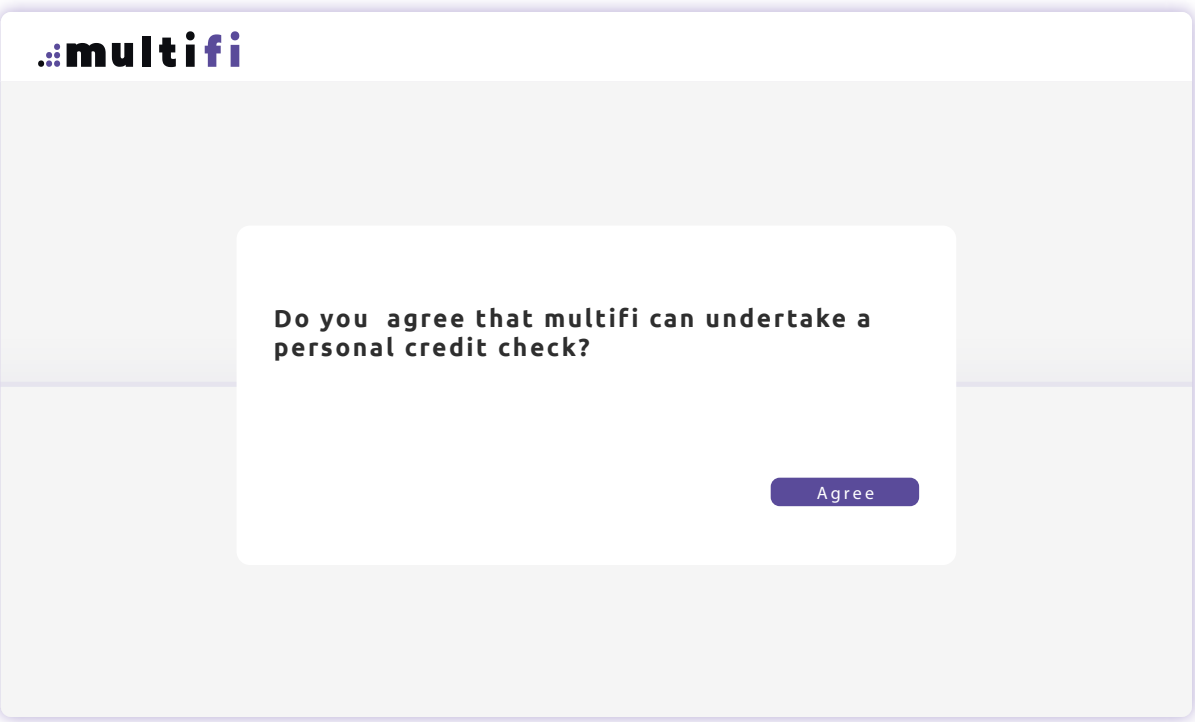 multifi
Do you agree that multifi can undertake a
personal credit check?
Agree